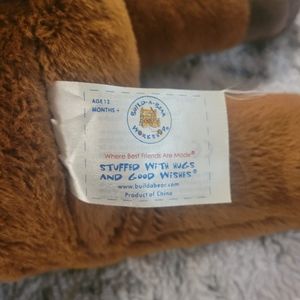 AGE 12
MONTHS +
BUILD-A-BEAR
WORKSHOP®
Where Best Friends Are Made®
STUFFED WITH HUGS
AND GOOD WISHES®
www.buildabear.com
Product of China